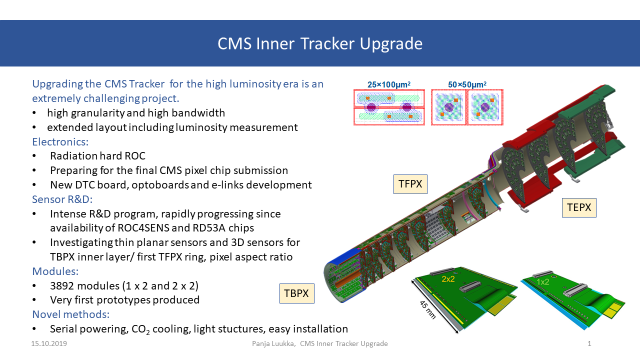 CMS Inner Tracker Upgrade
Upgrading the CMS Tracker for the high luminosity era is an
extremely challenging project.
• high granularity and high bandwidth
• extended layout including luminosity measurement
Electronics:
• Radiation hard ROC
• Preparing for the final CMS pixel chip submission
• New DTC board, optoboards and e-links development
Sensor R&D:
• Intense R&D program, rapidly progressing since
availability of ROC4SENS and RD53A chips
• Investigating thin planar sensors and 3D sensors for
TBPX inner layer/ first TFPX ring, pixel aspect ratio
Modules:
• 3892 modules (1 x 2 and 2 x 2)
• Very first prototypes produced
Novel methods:
• Serial powering, CO2 cooling, light stuctures, easy installation
25×100μm²
50×50μm²
TFPX
TEPX
TBPX
2x2
1x2
45 mm
15.10.2019
Panja Luukka, CMS Inner Tracker Upgrade
1